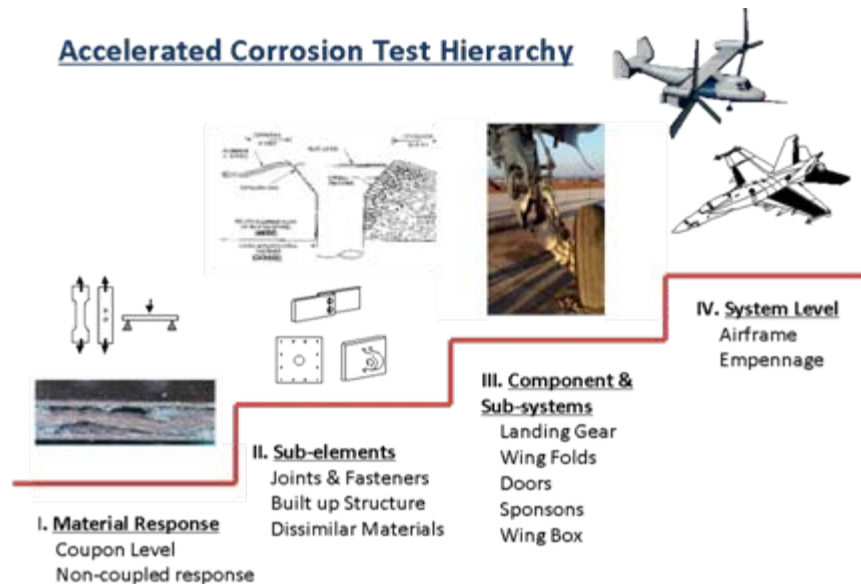 Accelerated Corrosion Test Hierarchy
I. Material Response
Coupon Level
Non-coupled response
II. Sub-elements
Joints & Fasteners
Built up Structure
Dissimilar Materials
III. Component &
Sub-systems
Landing Gear
Wing Folds
Doors
Sponsons
Wing Box
IV. System Level
Airframe
Empennage